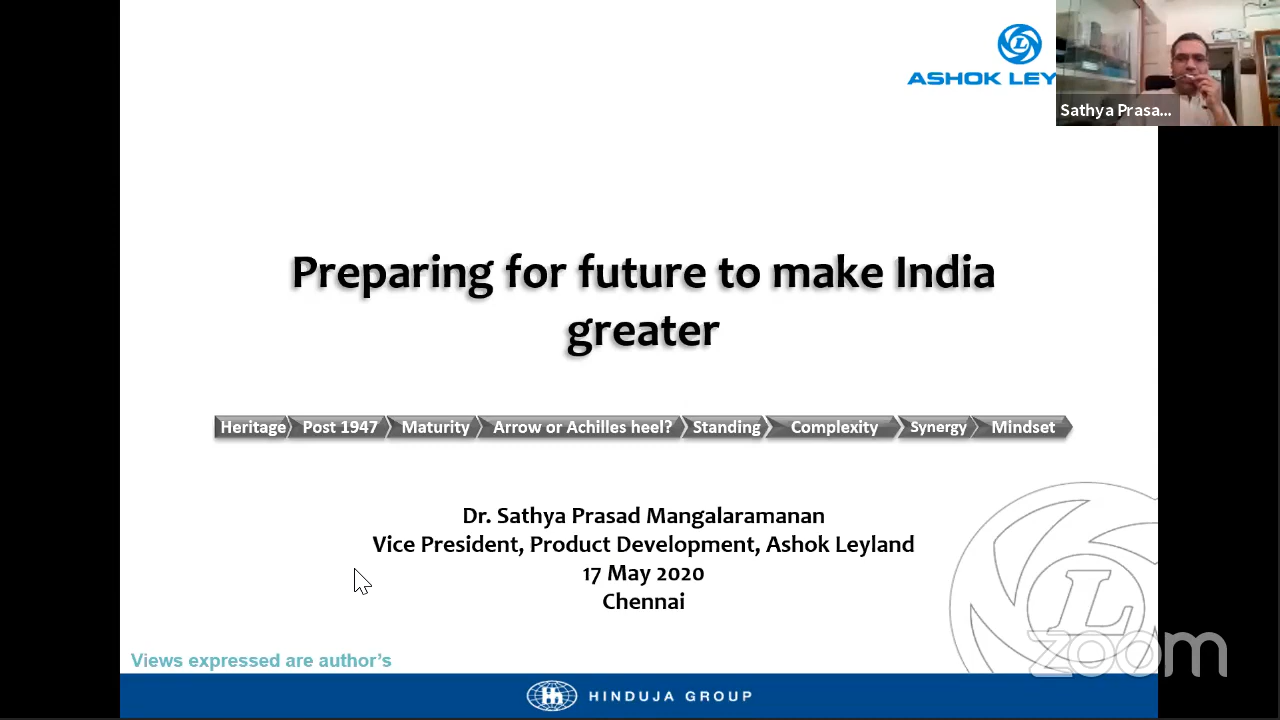 ASHOK LEY
Sathya Prasa...
Preparing for future to make India
greater
Heritage Post 1947 Maturity Arrow or Achilles heel? Standing Complexity Synergy Mindset
Dr. Sathya Prasad Mangalaramanan
Vice President, Product Development, Ashok Leyland
17 May 2020
Chennai
L
zoom
Views expressed are author's
HINDUJA GROUP